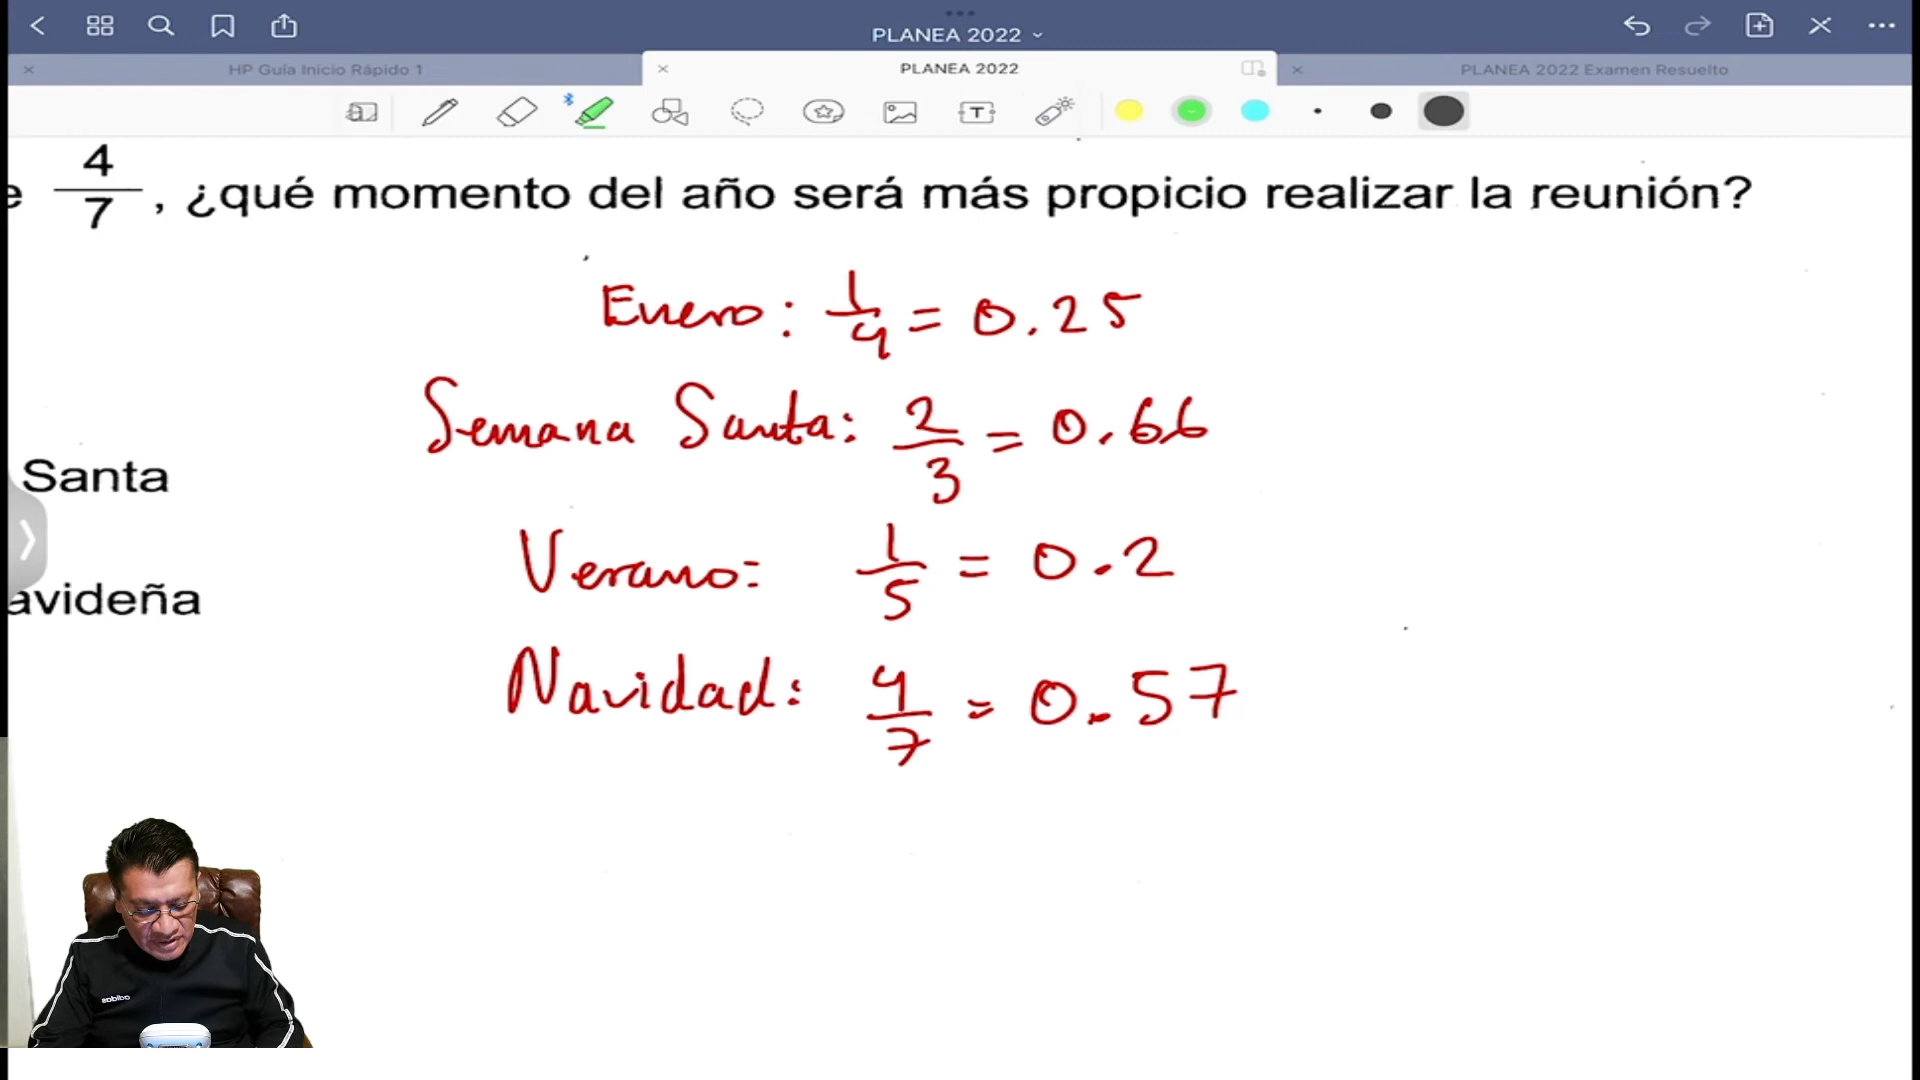 PLANEA 2022
HP Guía Inicio Rápido 1
PLANEA 2022
PLANEA 2022 Examen Resuelto
e 4/7, ¿qué momento del año será más propicio realizar la reunión?
Enero: 1/4 = 0.25
Semana Santa: 2/3 = 0.66
Santa
Verano: 1/5 = 0.2
avideña
Navidad: 4/7 = 0.57
adidas